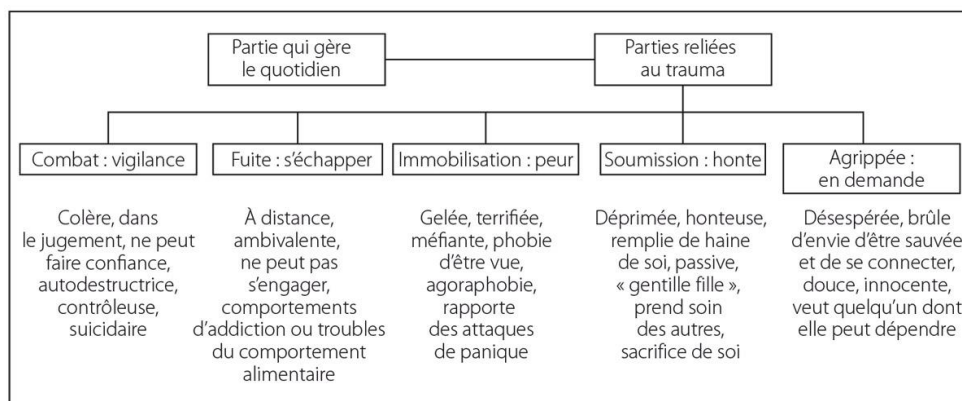 Partie qui gère
le quotidien
Parties reliées
au trauma
Combat : vigilance
Fuite : s’échapper
Immobilisation : peur
Soumission : honte
Agrippée :
en demande
Colère, dans
le jugement, ne peut
faire confiance,
autodestructrice,
contrôleuse,
suicidaire
À distance,
ambivalente,
ne peut pas
s’engager,
comportements
d’addiction ou troubles
du comportement
alimentaire
Gelée, terrifiée,
méfiante, phobie
d’être vue,
agoraphobie,
rapporte
des attaques
de panique
Déprimée, honteuse,
remplie de haine
de soi, passive,
« gentille fille »,
prend soin
des autres,
sacrifice de soi
Désespérée, brûle
d’envie d’être sauvée
et de se connecter,
douce, innocente,
veut quelqu’un dont
elle peut dépendre